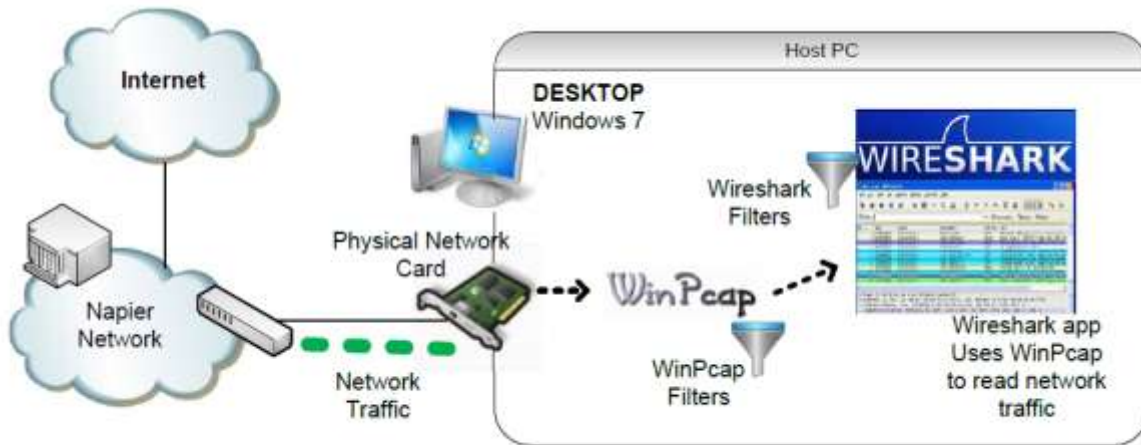 Host PC
Internet
DESKTOP
Windows 7
WIRESHARK
Wireshark
Filters
Physical Network
Card
WinPcap
Napier
Network
Network
Traffic
WinPcap
Filters
Wireshark app
Uses WinPcap
to read network
traffic